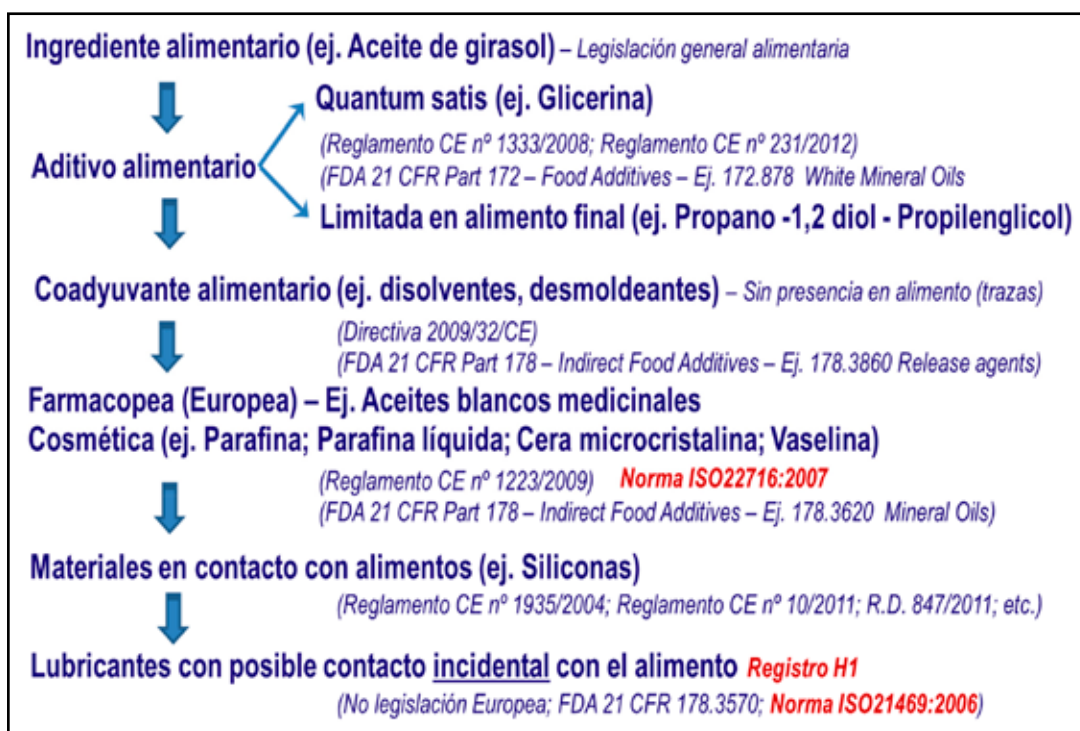 Ingrediente alimentario (ej. Aceite de girasol) – Legislación general alimentaria
Quantum satis (ej. Glicerina)
(Reglamento CE nº 1333/2008; Reglamento CE nº 231/2012)
Aditivo alimentario
(FDA 21 CFR Part 172 – Food Additives – Ej. 172.878 White Mineral Oils
Limitada en alimento final (ej. Propano -1,2 diol - Propilenglicol)
Coadyuvante alimentario (ej. disolventes, desmoldeantes) – Sin presencia en alimento (trazas)
(Directiva 2009/32/CE)
(FDA 21 CFR Part 178 – Indirect Food Additives – Ej. 178.3860 Release agents)
Farmacopea (Europea) – Ej. Aceites blancos medicinales
Cosmética (ej. Parafina; Parafina líquida; Cera microcristalina; Vaselina)
(Reglamento CE nº 1223/2009) Norma ISO22716:2007
(FDA 21 CFR Part 178 – Indirect Food Additives – Ej. 178.3620 Mineral Oils)
Materiales en contacto con alimentos (ej. Siliconas)
(Reglamento CE nº 1935/2004; Reglamento CE nº 10/2011; R.D. 847/2011; etc.)
Lubricantes con posible contacto incidental con el alimento Registro H1
(No legislación Europea; FDA 21 CFR 178.3570; Norma ISO21469:2006)